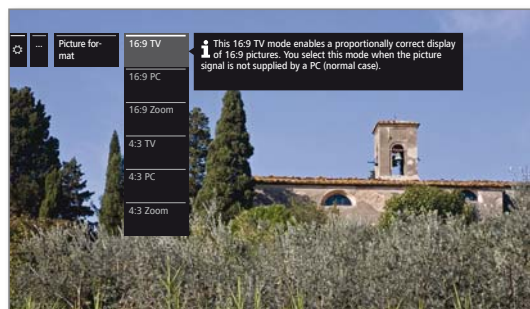 ...
Picture for-
mat
16:9 TV
16:9 PC
16:9 Zoom
4:3 TV
4:3 PC
4:3 Zoom
This 16:9 TV mode enables a proportionally correct display
of 16:9 pictures. You select this mode when the picture
signal is not supplied by a PC (normal case).